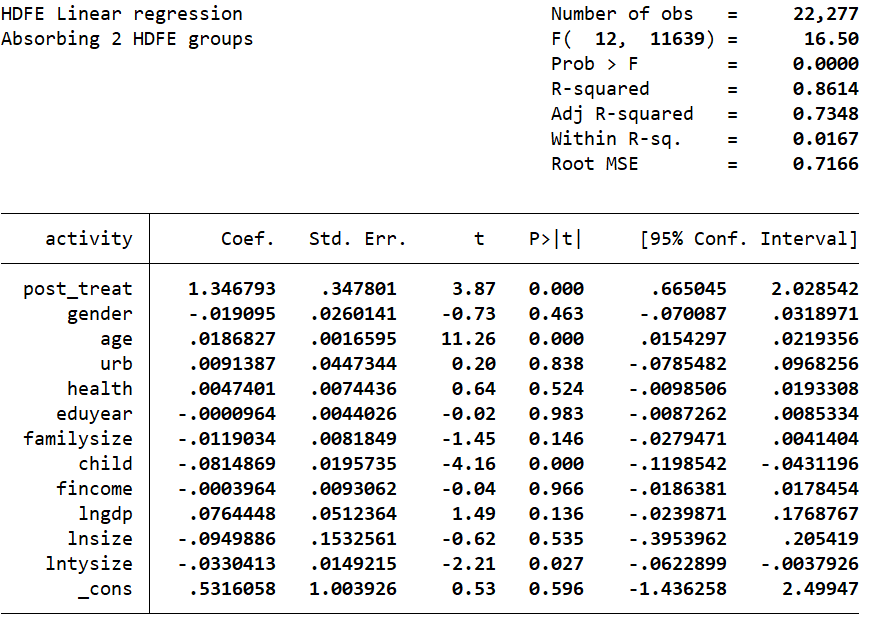 HDFE Linear regression Number of obs = 22,277
Absorbing 2 HDFE groups F( 12, 11639) = 16.50
Prob > F = 0.0000
R-squared = 0.8614
Adj R-squared = 0.7348
Within R-sq. = 0.0167
Root MSE = 0.7166
activity Coef. Std. Err. t P>|t| [95% Conf. Interval]
post_treat 1.346793 .347801 3.87 0.000 .665045 2.028542
gender -.019095 .0260141 -0.73 0.463 -.070087 .0318971
age .0186827 .0016595 11.26 0.000 .0154297 .0219356
urb .0091387 .0447344 0.20 0.838 -.0785482 .0968256
health .0047401 .0074436 0.64 0.524 -.0098506 .0193308
eduyear -.0000964 .0044026 -0.02 0.983 -.0087262 .0085334
familysize -.0119034 .0081849 -1.45 0.146 -.0279471 .0041404
child -.0814869 .0195735 -4.16 0.000 -.1198542 -.0431196
fincome -.0003964 .0093062 -0.04 0.966 -.0186381 .0178454
lngdp .0764448 .0512364 1.49 0.136 -.0239871 .1768767
lnsize -.0949886 .1532561 -0.62 0.535 -.3953962 .205419
lntysize -.0330413 .0149215 -2.21 0.027 -.0622899 -.0037926
_cons .5316058 1.003926 0.53 0.596 -1.436258 2.49947